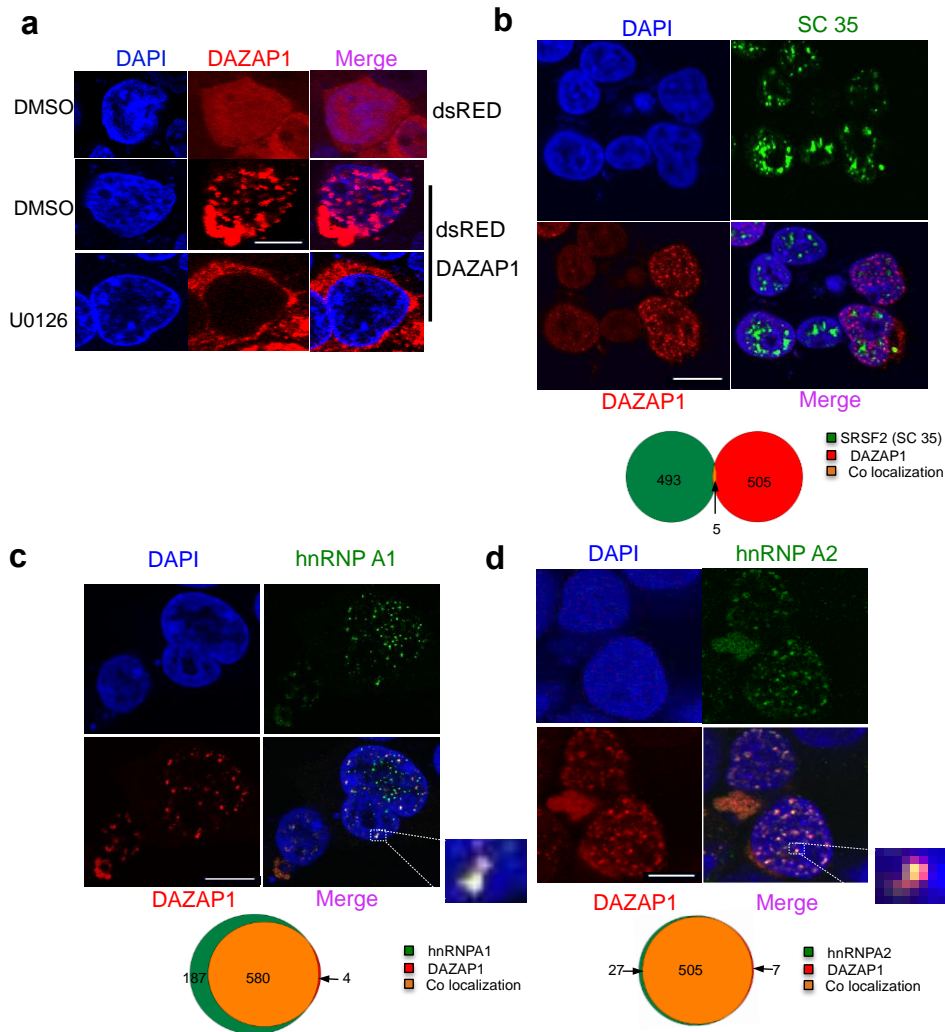 a
DAPI DAZAP1 Merge
DMSO dsRED
DMSO
dsRED
DAZAP1
U0126
b
DAPI SC 35
DAZAP1 Merge
SRSF2 (SC 35)
DAZAP1
Co localization
493 505
5
c
DAPI hnRNP A1
DAZAP1 Merge
hnRNPA1
DAZAP1
Co localization
187 580 4
d
DAPI hnRNP A2
DAZAP1 Merge
hnRNPA2
DAZAP1
Co localization
27 505 7